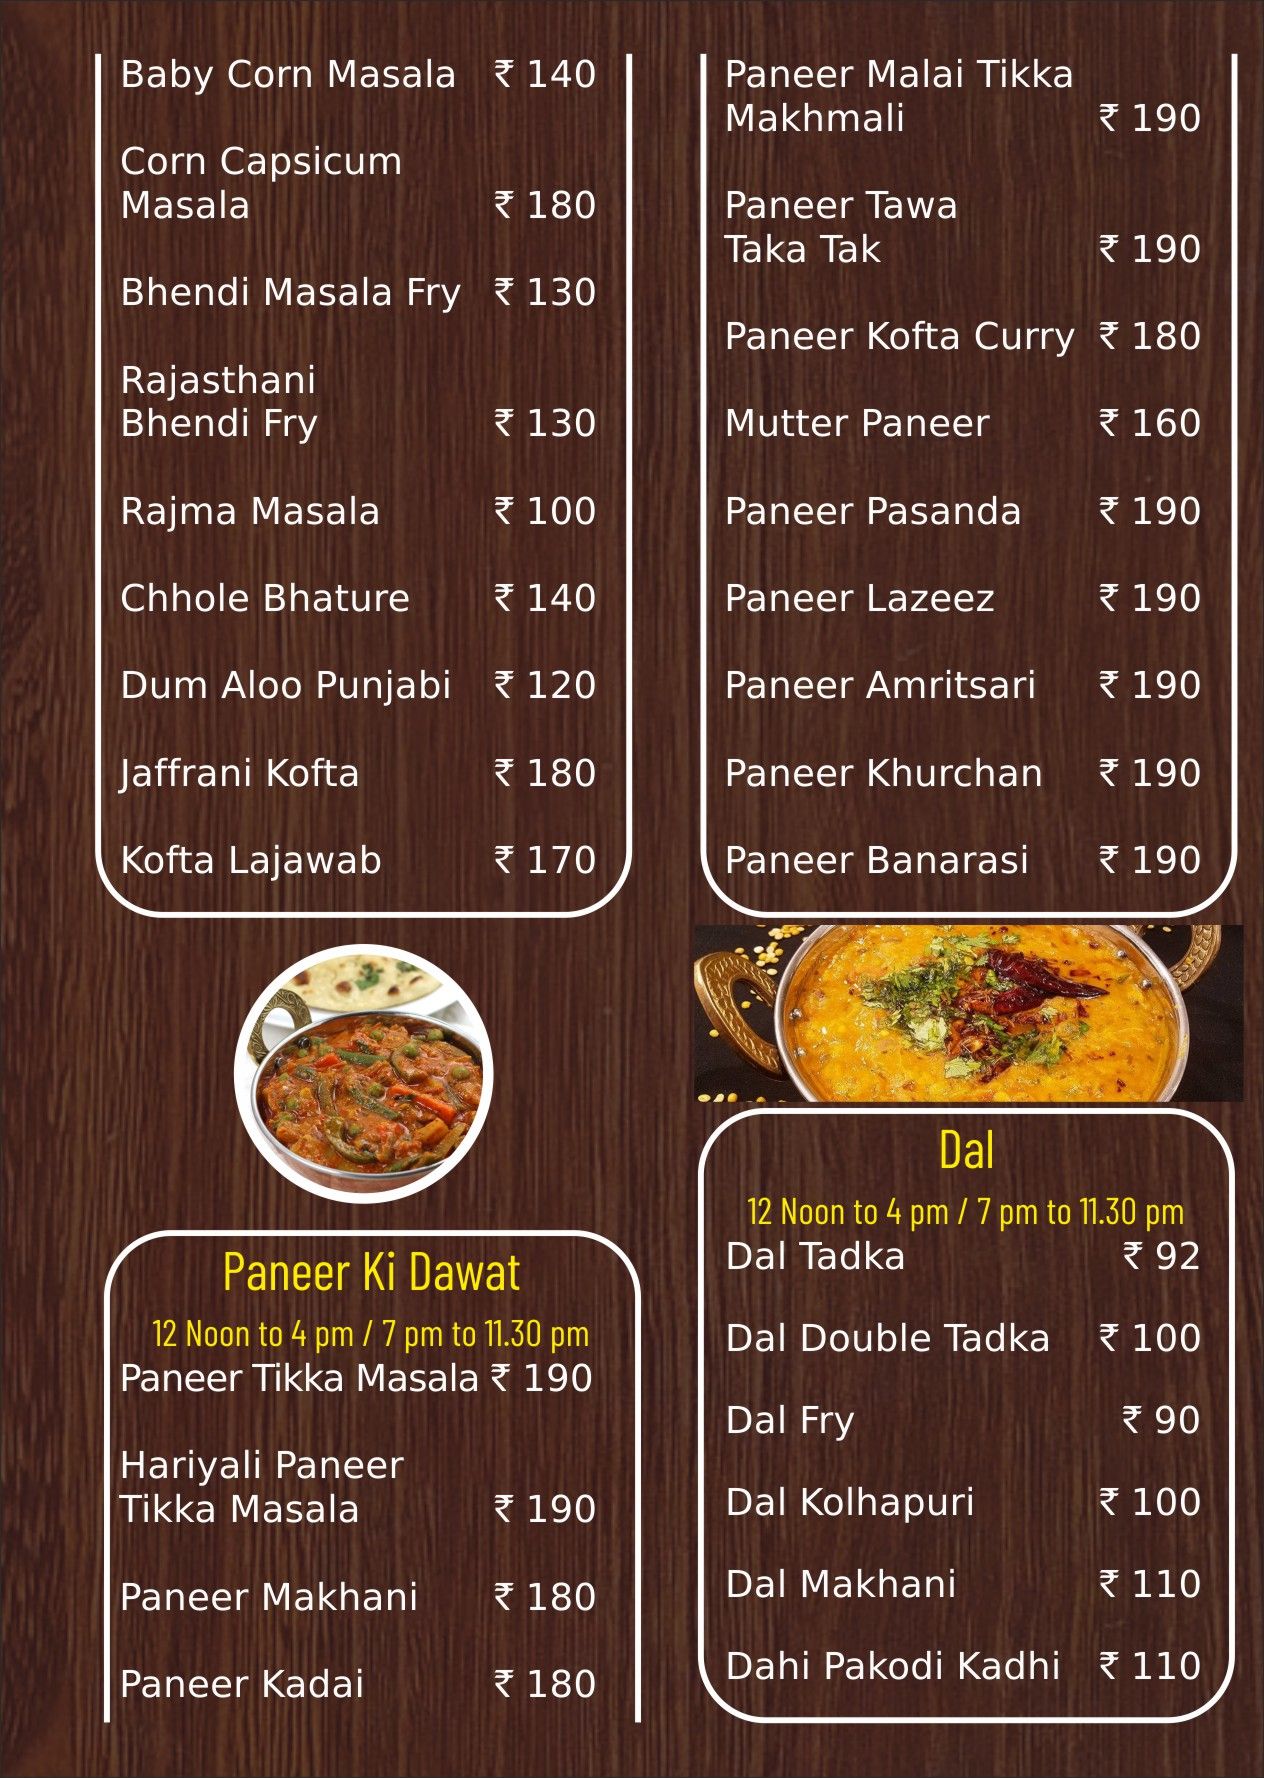 Baby Corn Masala ₹ 140
Corn Capsicum
Masala ₹ 180
Bhendi Masala Fry ₹ 130
Rajasthani
Bhendi Fry ₹ 130
Rajma Masala ₹ 100
Chhole Bhature ₹ 140
Dum Aloo Punjabi ₹ 120
Jaffrani Kofta ₹ 180
Kofta Lajawab ₹ 170
Paneer Ki Dawat
12 Noon to 4 pm / 7 pm to 11.30 pm
Paneer Tikka Masala ₹ 190
Hariyali Paneer
Tikka Masala ₹ 190
Paneer Makhani ₹ 180
Paneer Kadai ₹ 180
Paneer Malai Tikka
Makhmali ₹ 190
Paneer Tawa
Taka Tak ₹ 190
Paneer Kofta Curry ₹ 180
Mutter Paneer ₹ 160
Paneer Pasanda ₹ 190
Paneer Lazeez ₹ 190
Paneer Amritsari ₹ 190
Paneer Khurchan ₹ 190
Paneer Banarasi ₹ 190
Dal
12 Noon to 4 pm / 7 pm to 11.30 pm
Dal Tadka ₹ 92
Dal Double Tadka ₹ 100
Dal Fry ₹ 90
Dal Kolhapuri ₹ 100
Dal Makhani ₹ 110
Dahi Pakodi Kadhi ₹ 110